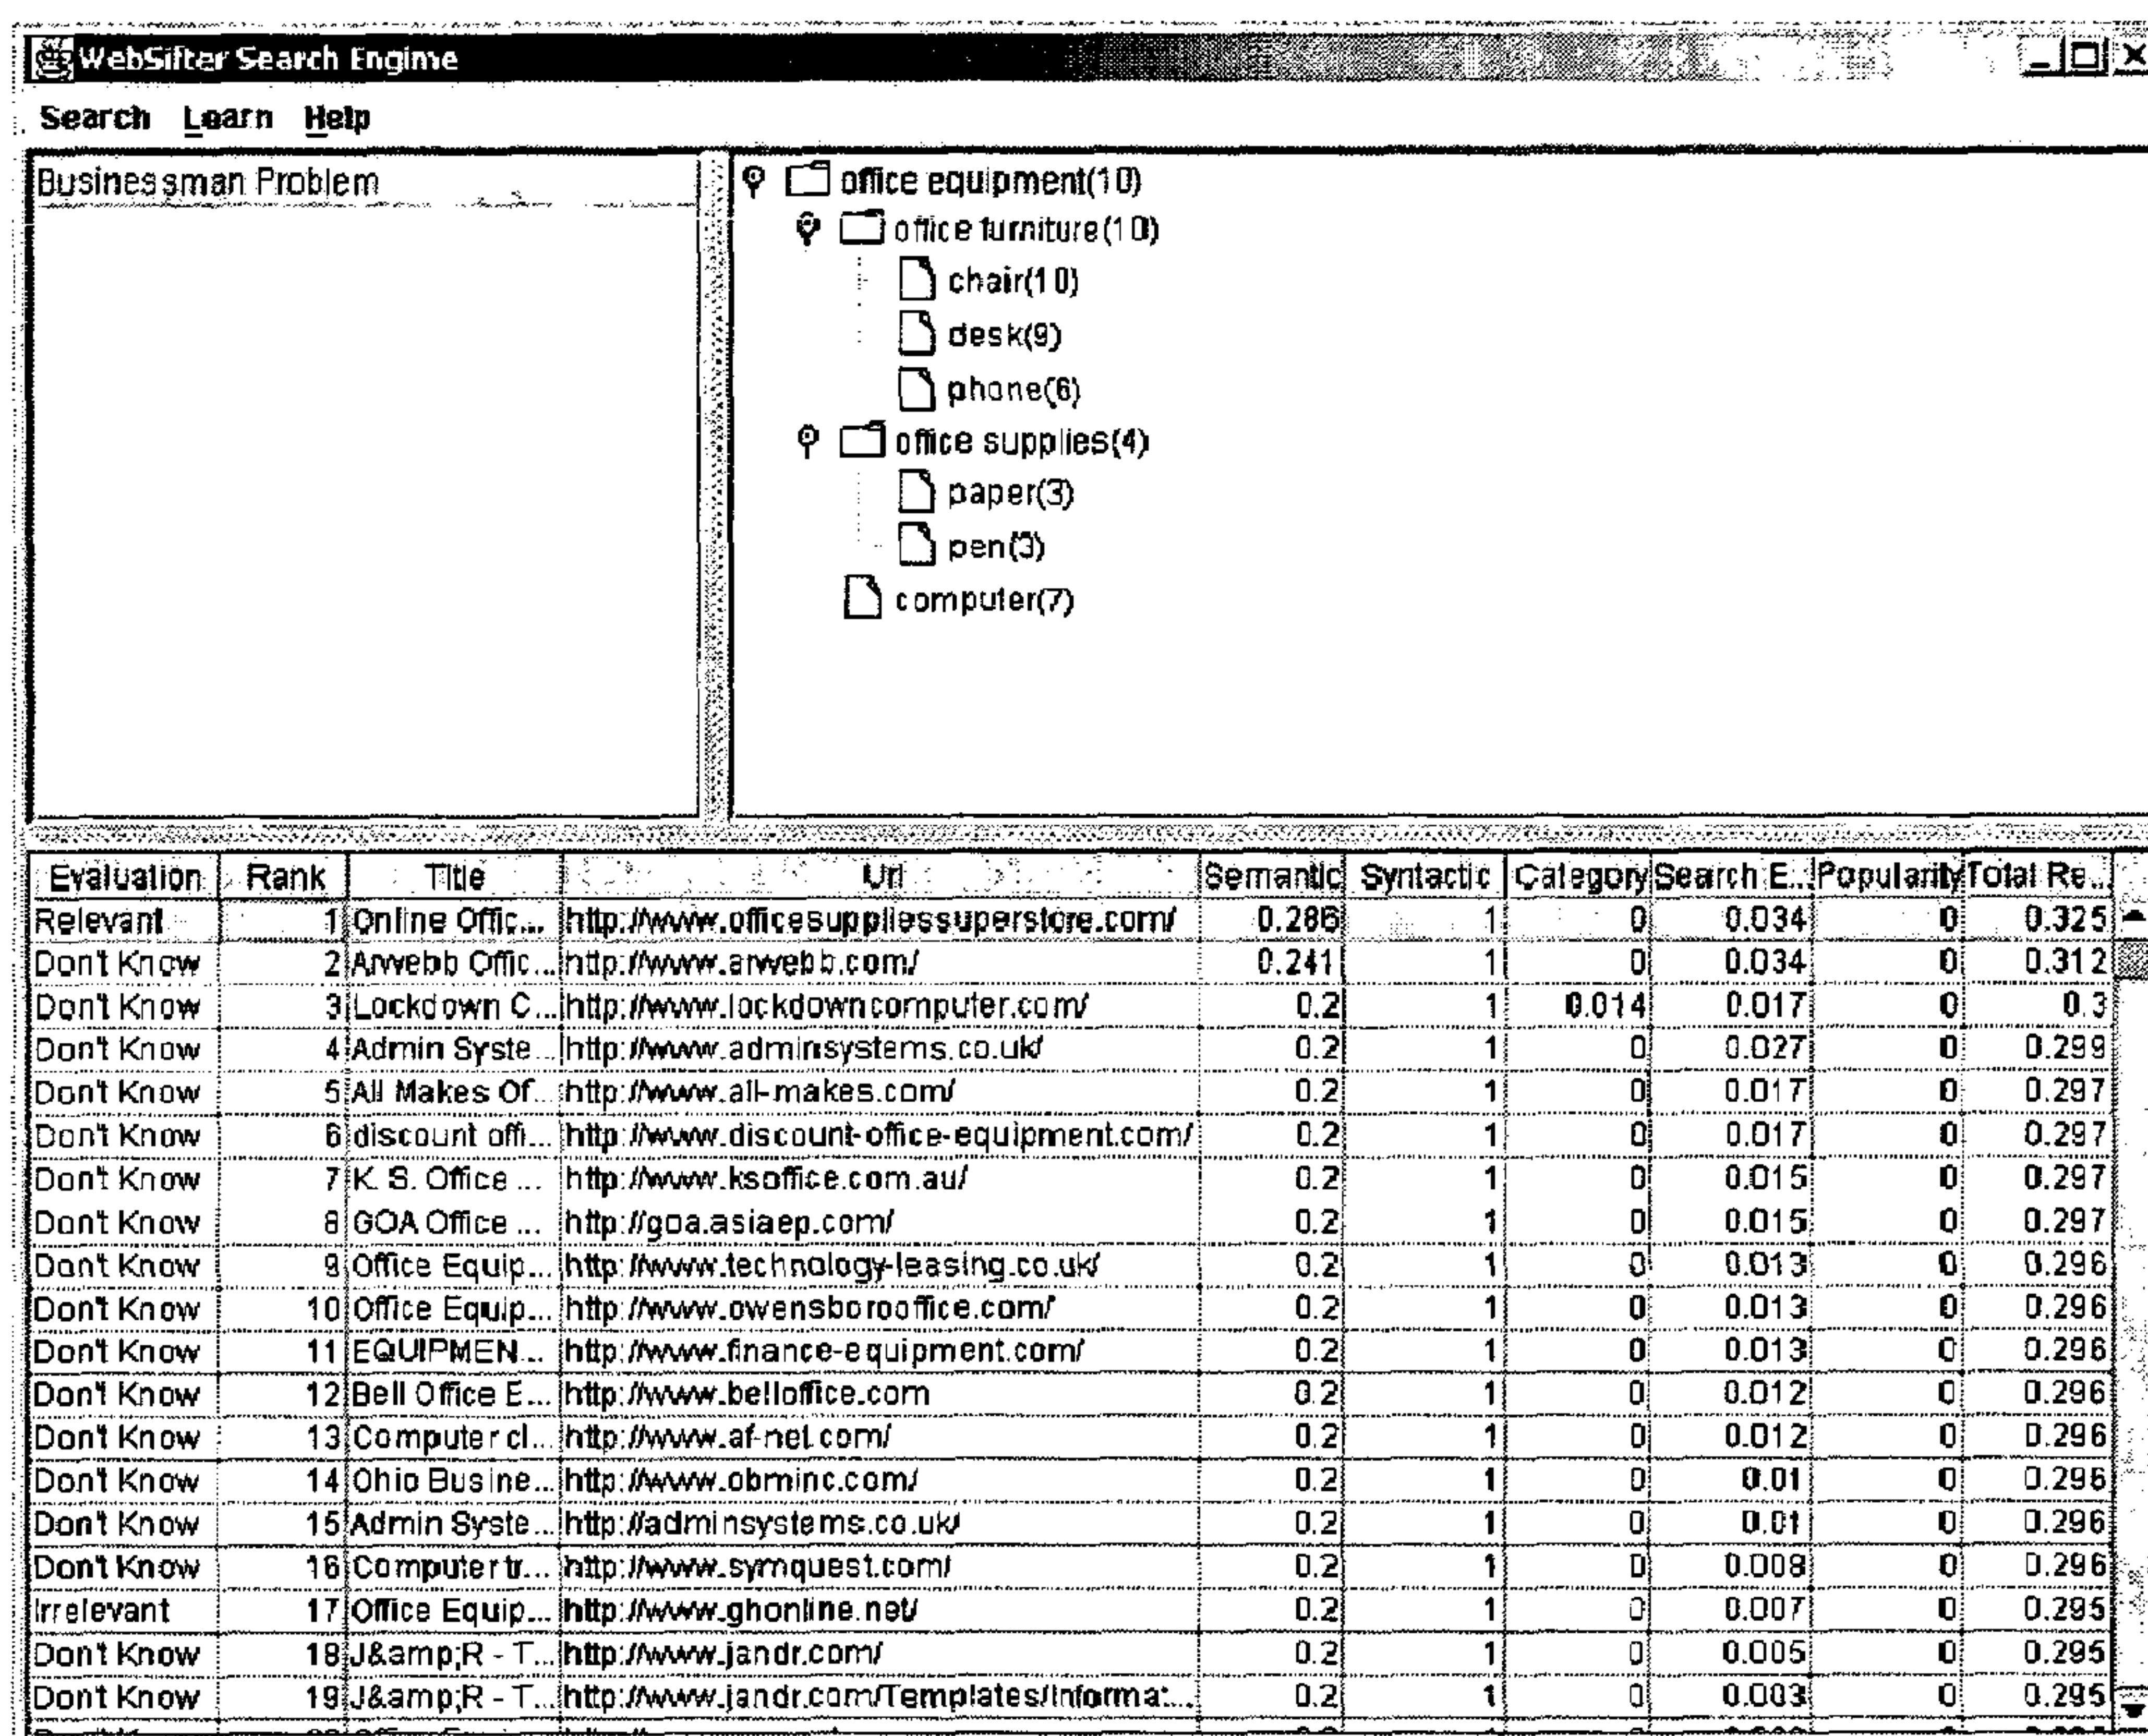 WebSifter Search Engine
Search Learn Help
Businessman Problem
office equipment(10)
office furniture(10)
chair(10)
desk(9)
phone(6)
office supplies(4)
paper(3)
pen(3)
computer(7)
Evaluation Rank Title Url Semantic Syntactic Category Search E... Popularity Total Re...
Relevant 1 Online Offic... http://www.officesuppliessuperstore.com/ 0.286 1 0 0.034 0 0.325
Don't Know 2 Arwebb Offic... http://www.arwebb.com/ 0.241 1 0 0.034 0 0.312
Don't Know 3 Lockdown C... http://www.lockdowncomputer.com/ 0.2 1 0.014 0.017 0 0.3
Don't Know 4 Admin Syste... http://www.adminsystems.co.uk/ 0.2 1 0 0.027 0 0.299
Don't Know 5 All Makes Of... http://www.all-makes.com/ 0.2 1 0 0.017 0 0.297
Don't Know 6 discount offi... http://www.discount-office-equipment.com/ 0.2 1 0 0.017 0 0.297
Don't Know 7 K. S. Office ... http://www.ksoffice.com.au/ 0.2 1 0 0.015 0 0.297
Don't Know 8 GOA Office ... http://goa.asiaep.com/ 0.2 1 0 0.015 0 0.297
Don't Know 9 Office Equip... http://www.technology-leasing.co.uk/ 0.2 1 0 0.013 0 0.296
Don't Know 10 Office Equip... http://www.owensborooffice.com/ 0.2 1 0 0.013 0 0.296
Don't Know 11 EQUIPMEN... http://www.finance-equipment.com/ 0.2 1 0 0.013 0 0.296
Don't Know 12 Bell Office E... http://www.belloffice.com 0.2 1 0 0.012 0 0.296
Don't Know 13 Computer cl... http://www.af-net.com/ 0.2 1 0 0.012 0 0.296
Don't Know 14 Ohio Busine... http://www.obminc.com/ 0.2 1 0 0.01 0 0.296
Don't Know 15 Admin Syste... http://adminsystems.co.uk/ 0.2 1 0 0.01 0 0.296
Don't Know 16 Computer tr... http://www.symquest.com/ 0.2 1 0 0.008 0 0.296
Irrelevant 17 Office Equip... http://www.ghonline.net/ 0.2 1 0 0.007 0 0.295
Don't Know 18 J&amp;R - T... http://www.jandr.com/ 0.2 1 0 0.005 0 0.295
Don't Know 19 J&amp;R - T... http://www.jandr.com/Templates/Informat... 0.2 1 0 0.003 0 0.295